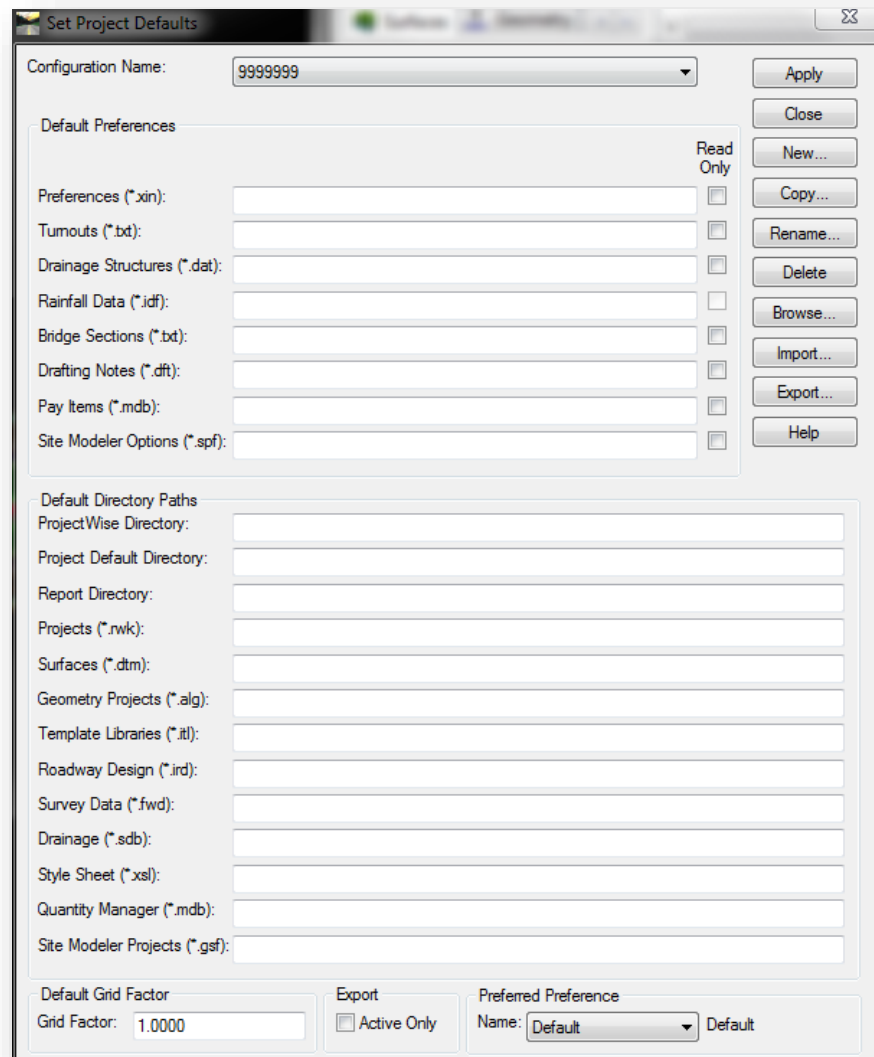 Set Project Defaults
Configuration Name: 9999999
Apply
Close
New...
Copy...
Rename...
Delete
Browse...
Import...
Export...
Help
Default Preferences
Read Only
Preferences (*.xin):
Turnouts (*.txt):
Drainage Structures (*.dat):
Rainfall Data (*.idf):
Bridge Sections (*.txt):
Drafting Notes (*.dft):
Pay Items (*.mdb):
Site Modeler Options (*.spf):
Default Directory Paths
ProjectWise Directory:
Project Default Directory:
Report Directory:
Projects (*.rwk):
Surfaces (*.dtm):
Geometry Projects (*.alg):
Template Libraries (*.itl):
Roadway Design (*.ird):
Survey Data (*.fwd):
Drainage (*.sdb):
Style Sheet (*.xsl):
Quantity Manager (*.mdb):
Site Modeler Projects (*.gsf):
Default Grid Factor
Grid Factor: 1.0000
Export
Active Only
Preferred Preference
Name: Default Default